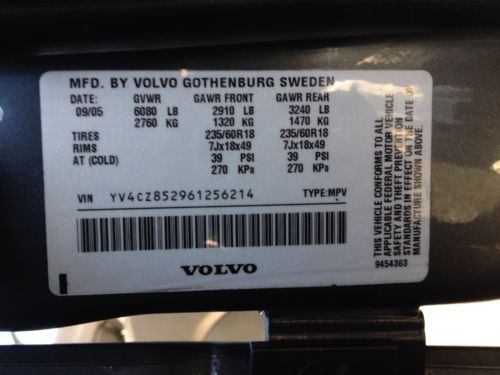 MFD. BY VOLVO GOTHENBURG SWEDEN
DATE: GVWR GAWR FRONT GAWR REAR
09/05 6080 LB 2910 LB 3240 LB
2760 KG 1320 KG 1470 KG
TIRES 235/60R18 235/60R18
RIMS 7Jx18x49 7Jx18x49
AT (COLD) 39 PSI 39 PSI
270 KPa 270 KPa
VIN YV4CZ852961256214 TYPE:MPV
VOLVO
THIS VEHICLE CONFORMS TO ALL
APPLICABLE FEDERAL MOTOR VEHICLE
SAFETY AND THEFT PREVENTION
STANDARDS IN EFFECT ON THE DATE OF
MANUFACTURE SHOWN ABOVE.
9454363